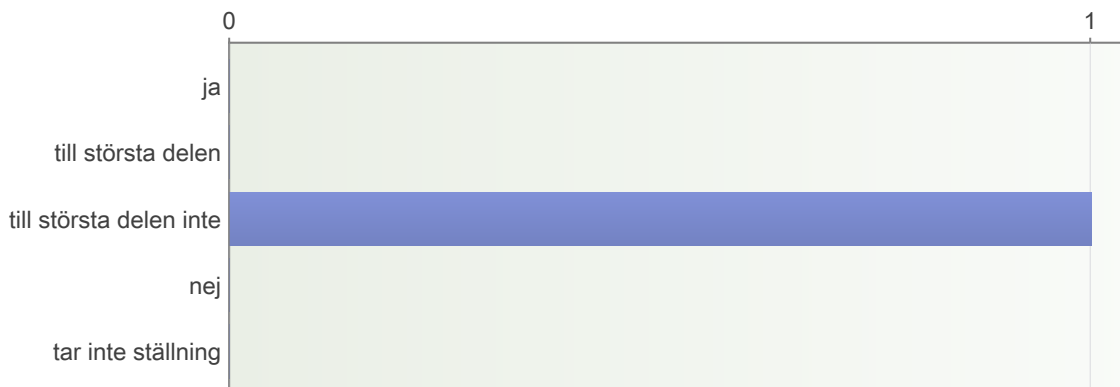 0 1
ja
till största delen
till största delen inte
nej
tar inte ställning